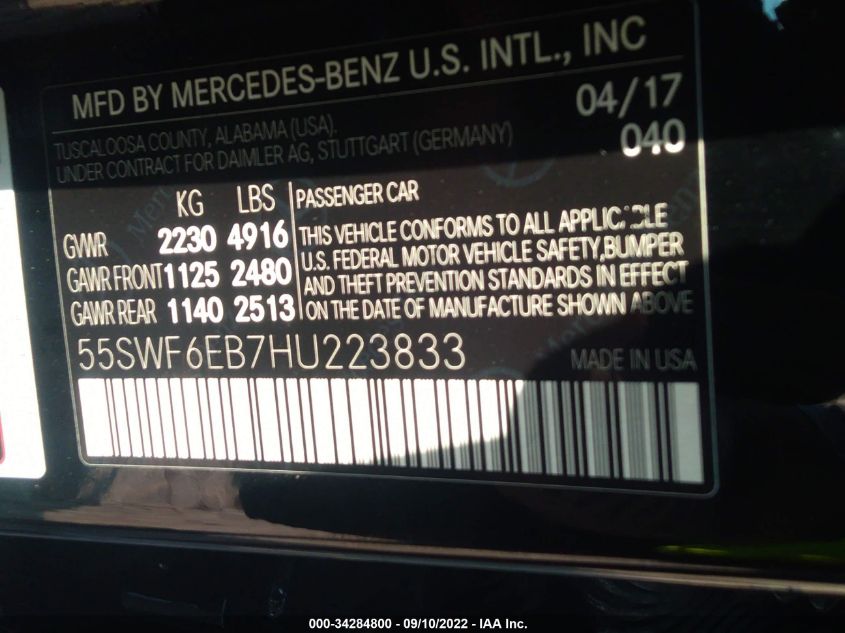 MFD BY MERCEDES-BENZ U.S. INTL., INC
04/17
TUSCALOOSA COUNTY, ALABAMA (USA).
UNDER CONTRACT FOR DAIMLER AG, STUTTGART (GERMANY)
040
KG LBS
PASSENGER CAR
GVWR 2230 4916
GAWR FRONT 1125 2480
GAWR REAR 1140 2513
THIS VEHICLE CONFORMS TO ALL APPLICABLE
U.S. FEDERAL MOTOR VEHICLE SAFETY, BUMPER
AND THEFT PREVENTION STANDARDS IN EFFECT
ON THE DATE OF MANUFACTURE SHOWN ABOVE
55SWF6EB7HU223833
MADE IN USA
000-34284800 - 09/10/2022 - IAA Inc.